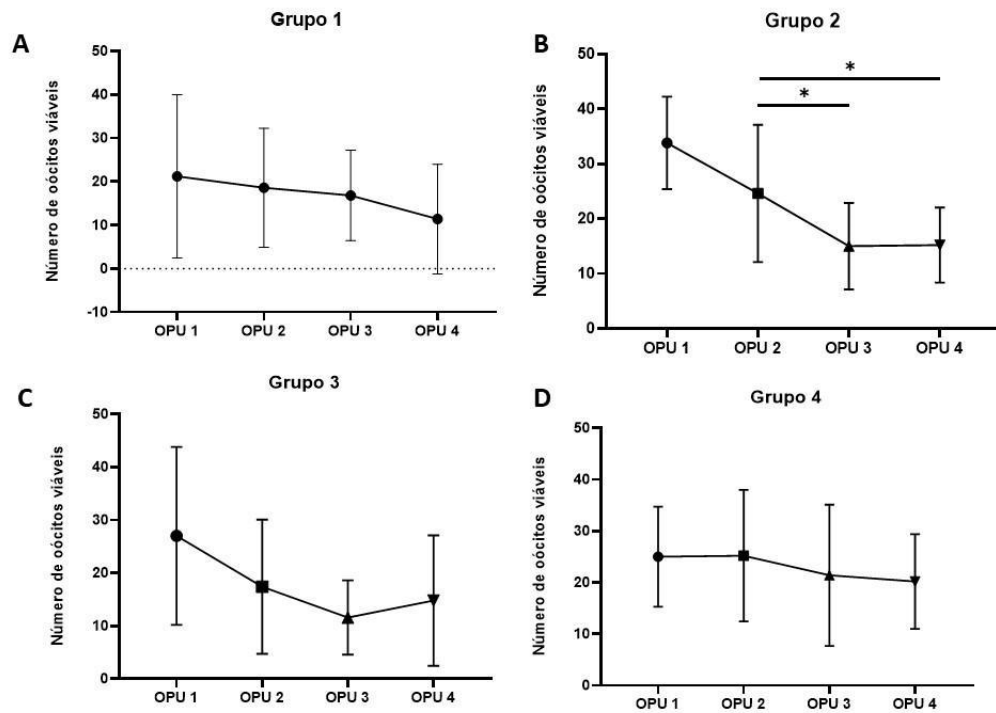 Grupo 1
A
Número de oócitos viáveis
50
40
30
20
10
0
-10
OPU 1 OPU 2 OPU 3 OPU 4
Grupo 2
B
Número de oócitos viáveis
50
40
30
20
10
0
*
*
OPU 1 OPU 2 OPU 3 OPU 4
Grupo 3
C
Número de oócitos viáveis
50
40
30
20
10
0
OPU 1 OPU 2 OPU 3 OPU 4
Grupo 4
D
Número de oócitos viáveis
50
40
30
20
10
0
OPU 1 OPU 2 OPU 3 OPU 4